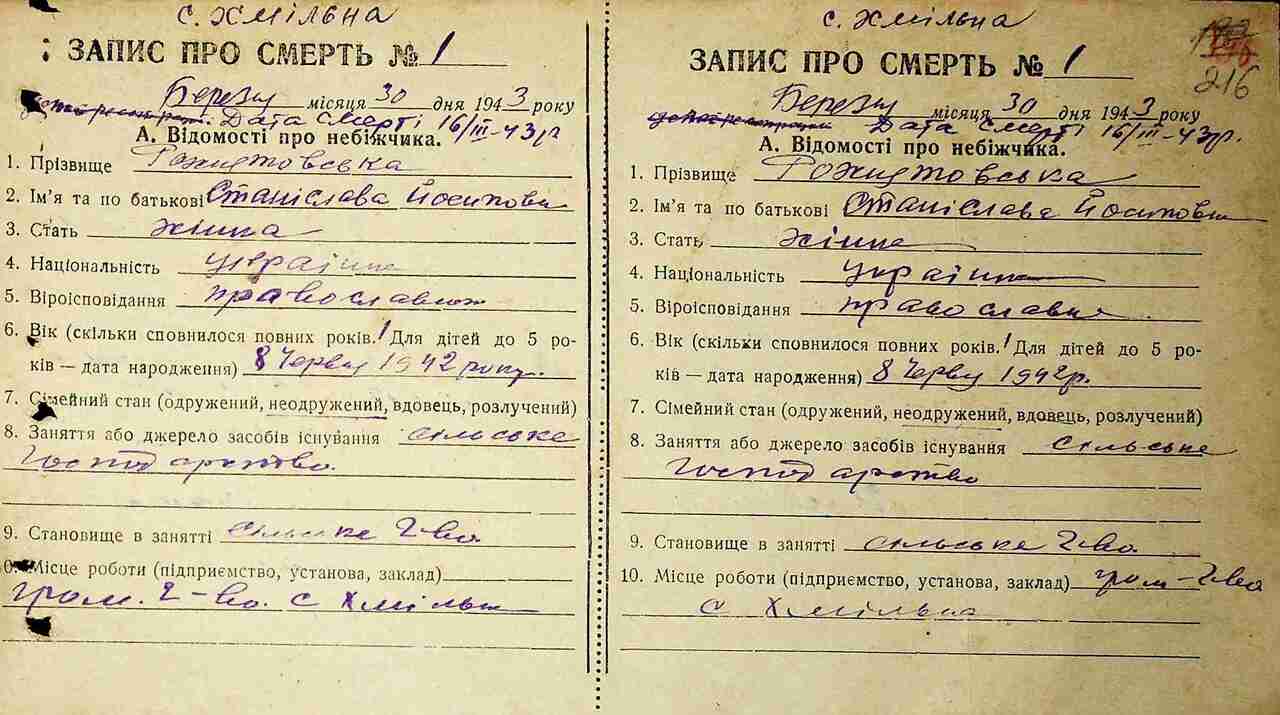 с. Хмільна
ЗАПИС ПРО СМЕРТЬ № 1
Березня місяця 30 дня 1943 року
Дата смерті 16/III-43 р.
А. Відомості про небіжчика.
1. Прізвище Рожитовська
2. Ім'я та по батькові Станіслава Йосиповн
3. Стать жінка
4. Національність українка
5. Віроісповідання православна
6. Вік (скільки сповнилося повних років. Для дітей до 5 ро-
ків — дата народження) 8 Червня 1942 року.
7. Сімейний стан (одружений, неодружений, вдовець, розлучений)
8. Заняття або джерело засобів існування сільське
господарство.
9. Становище в занятті сільське г-во
10. Місце роботи (підприємство, установа, заклад)
гром. г-во. с Хмільна
с. Хмільна
216
ЗАПИС ПРО СМЕРТЬ № 1
Березня місяця 30 дня 1943 року
Дата смерті 16/III-43 р.
А. Відомості про небіжчика.
1. Прізвище Рожитовська
2. Ім'я та по батькові Станіслава Йосиповн
3. Стать жінка
4. Національність українка
5. Віроісповідання православна
6. Вік (скільки сповнилося повних років. Для дітей до 5 ро-
ків — дата народження) 8 Червня 1942 р.
7. Сімейний стан (одружений, неодружений, вдовець, розлучений)
8. Заняття або джерело засобів існування сільське
господарство
9. Становище в занятті сільське г-во
10. Місце роботи (підприємство, установа, заклад) гром-г-во
с Хмільна